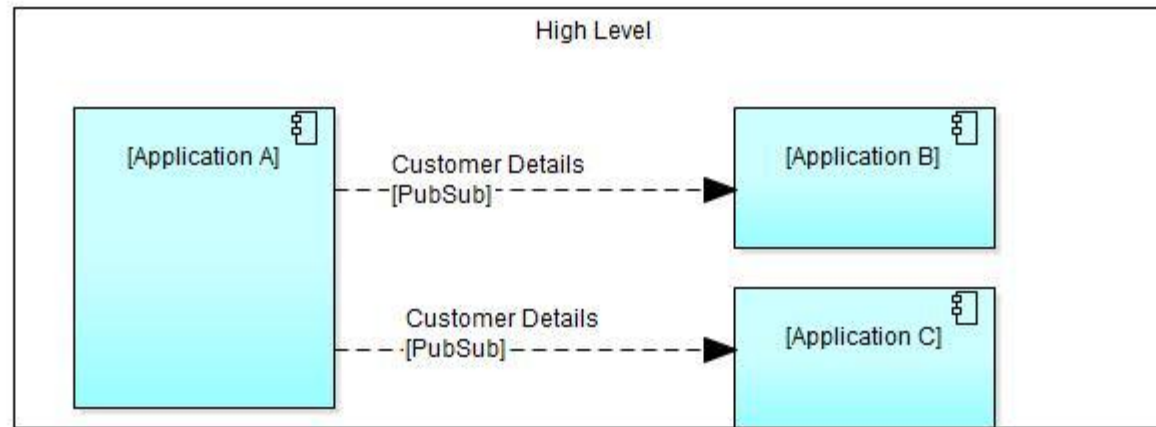 High Level
[Application A]
Customer Details
[PubSub]
[Application B]
Customer Details
[PubSub]
[Application C]